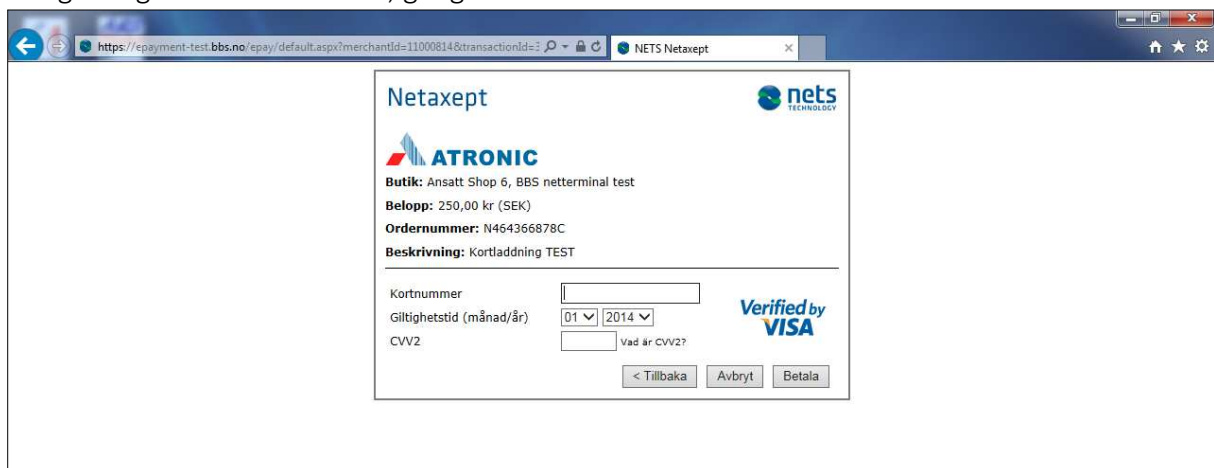 https://epayment-test.bbs.no/epay/default.aspx?merchantId=11000814&transactionId=3
NETS Netaxept
Netaxept
nets
TECHNOLOGY
ATRONIC
Butik: Ansatt Shop 6, BBS netterminal test
Belopp: 250,00 kr (SEK)
Ordernummer: N464366878C
Beskrivning: Kortladdning TEST
Kortnummer
Giltighetstid (månad/år) 01 2014
Verified by
VISA
CVV2 Vad är CVV2?
< Tillbaka Avbryt Betala